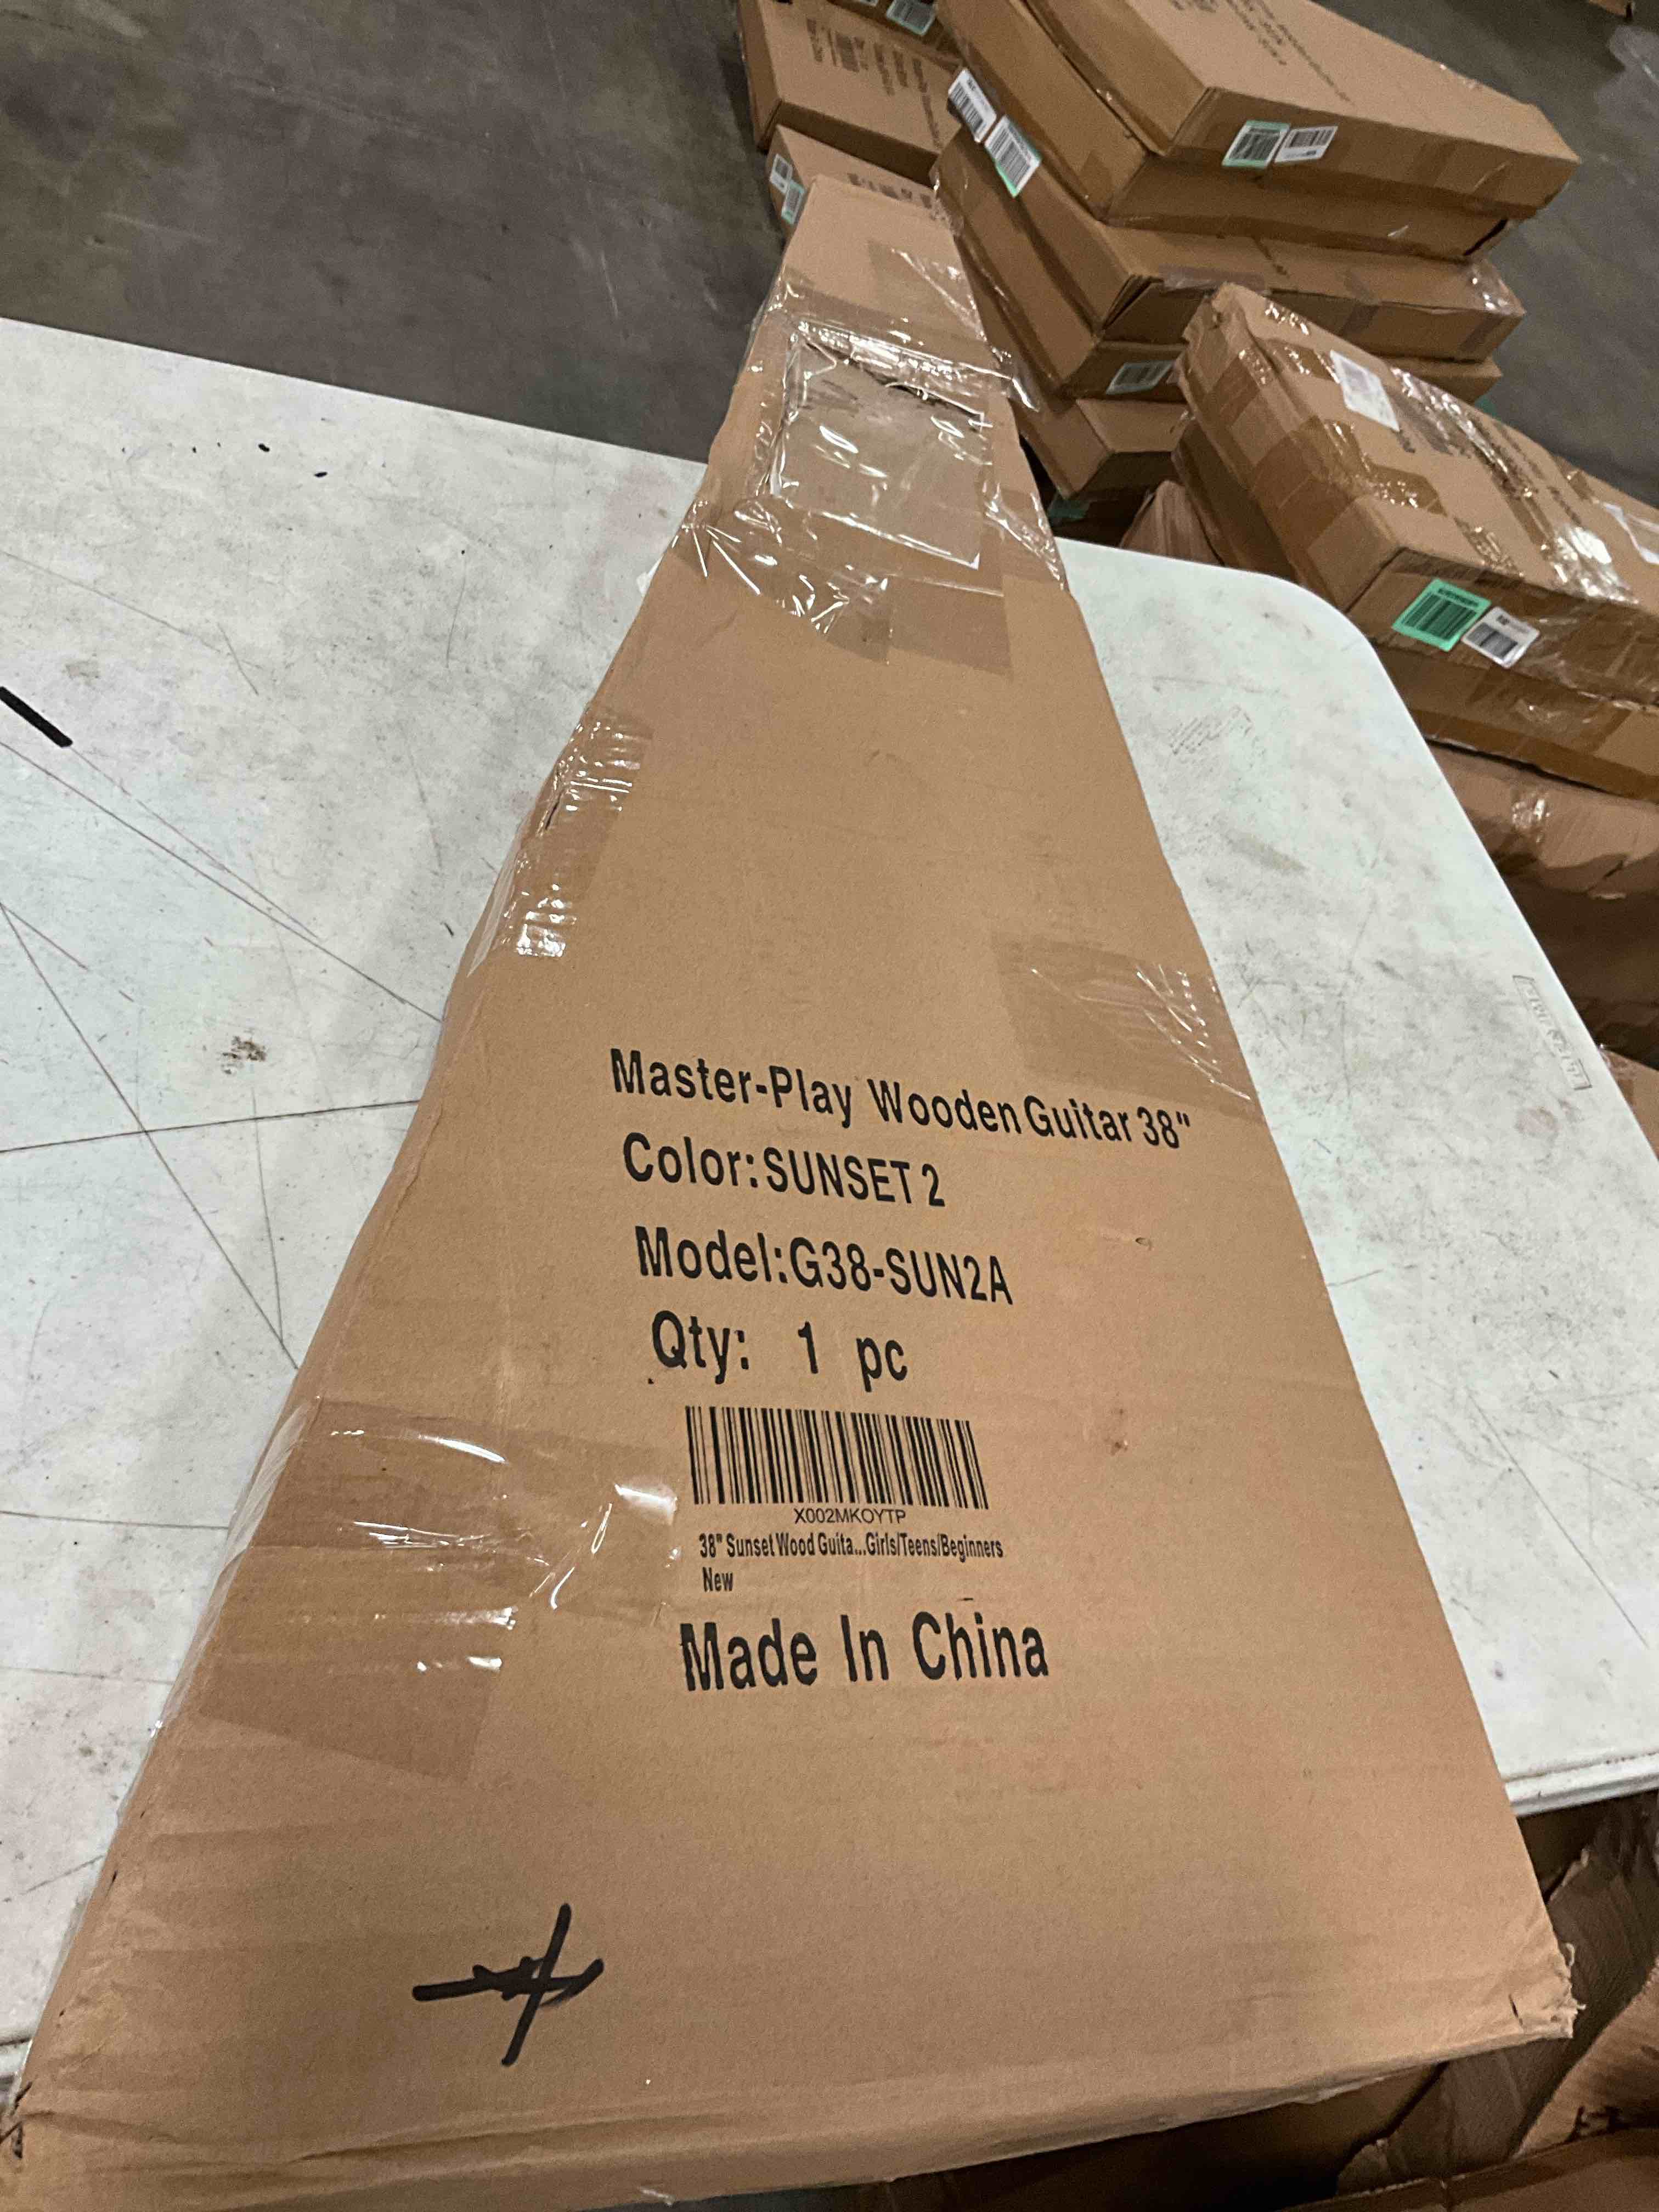 Master-Play Wooden Guitar 38"
Color:SUNSET 2
Model:G38-SUN2A
Qty: 1 pc
X002MKOYTP
38" Sunset Wood Guita...Girls/Teens/Beginners
New
Made In China